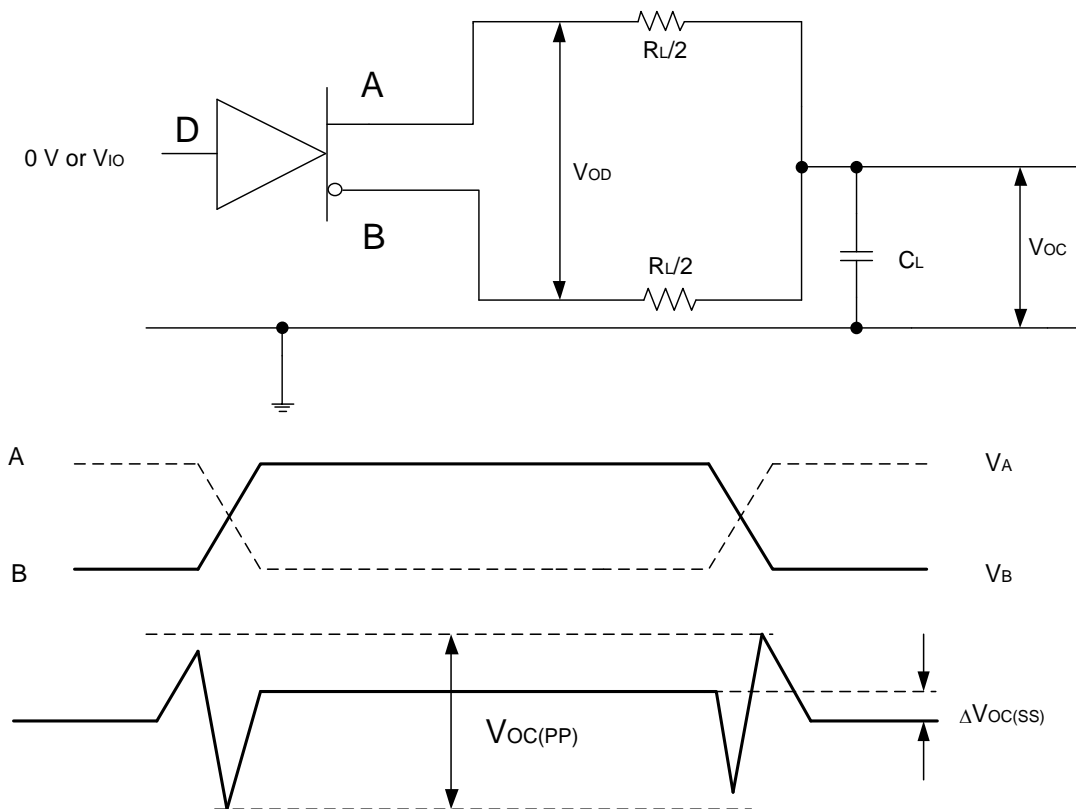 RL/2
A
D
0 V or VIO
VOD
B
VOC
CL
RL/2
A
VA
B
VB
VOC(PP)
ΔVOC(SS)